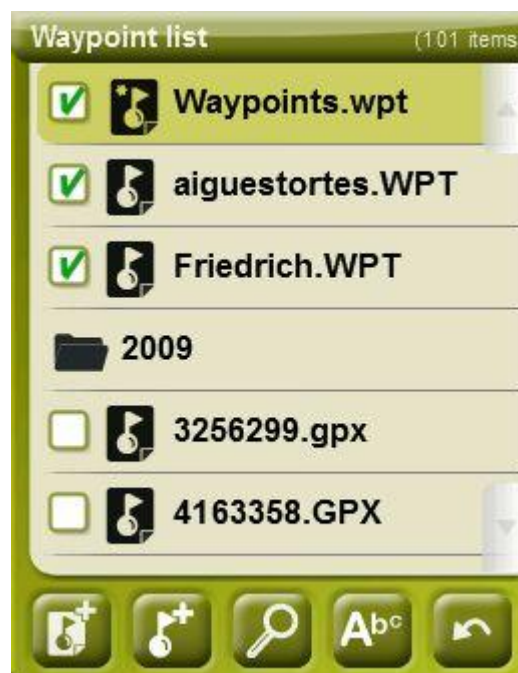 Waypoint list (101 items
Waypoints.wpt
aiguestortes.WPT
Friedrich.WPT
2009
3256299.gpx
4163358.GPX
Abc